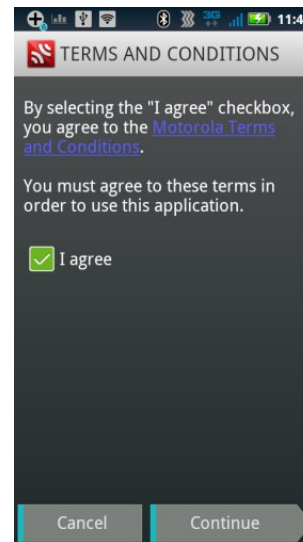 3G 11:4
TERMS AND CONDITIONS
By selecting the "I agree" checkbox,
you agree to the Motorola Terms
and Conditions.
You must agree to these terms in
order to use this application.
I agree
Cancel Continue